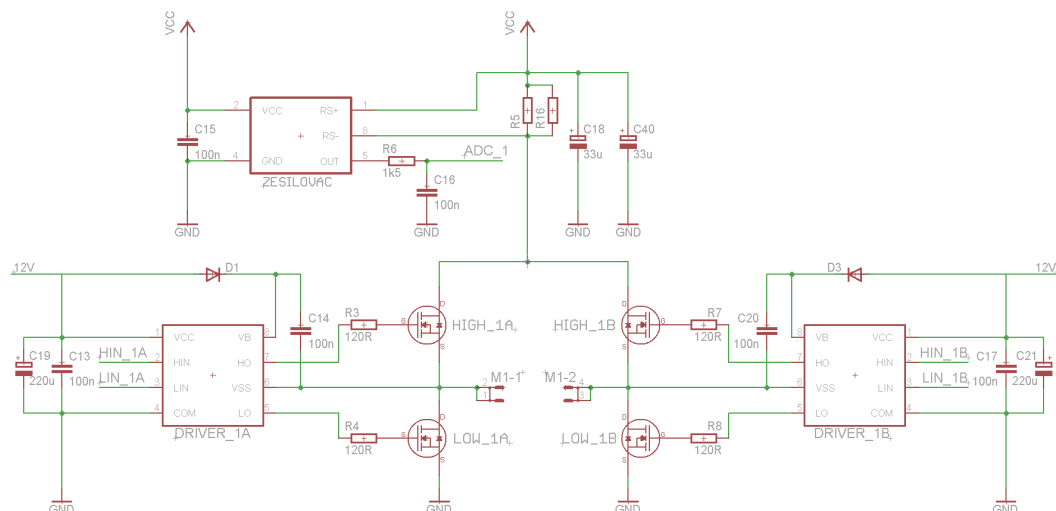 VCC
VCC
2 VCC RS+ 1
C15
100n
RS- 8
4 GND OUT 5
ZESILOVAC
R6
1k5
ADC_1
C16
100n
R5
R16
C18
33u
C40
33u
GND
GND
GND
GND
12V
D1
D3
12V
C14
100n
R3
120R
D
G
S
HIGH_1A
HIGH_1B
D
G
S
R7
120R
C20
100n
C19
220u
C13
100n
HIN_1A
LIN_1A
1 VCC VB 8
2 HIN HO 7
3 LIN VSS 6
4 COM LO 5
DRIVER_1A
2 M1-1
1
M1-2 4
3
8 VB VCC 1
7 HO HIN 2
6 VSS LIN 3
5 LO COM 4
DRIVER_1B
HIN_1B
LIN_1B
C17
100n
C21
220u
R4
120R
D
G
S
LOW_1A
LOW_1B
D
G
S
R8
120R
GND
GND
GND
GND